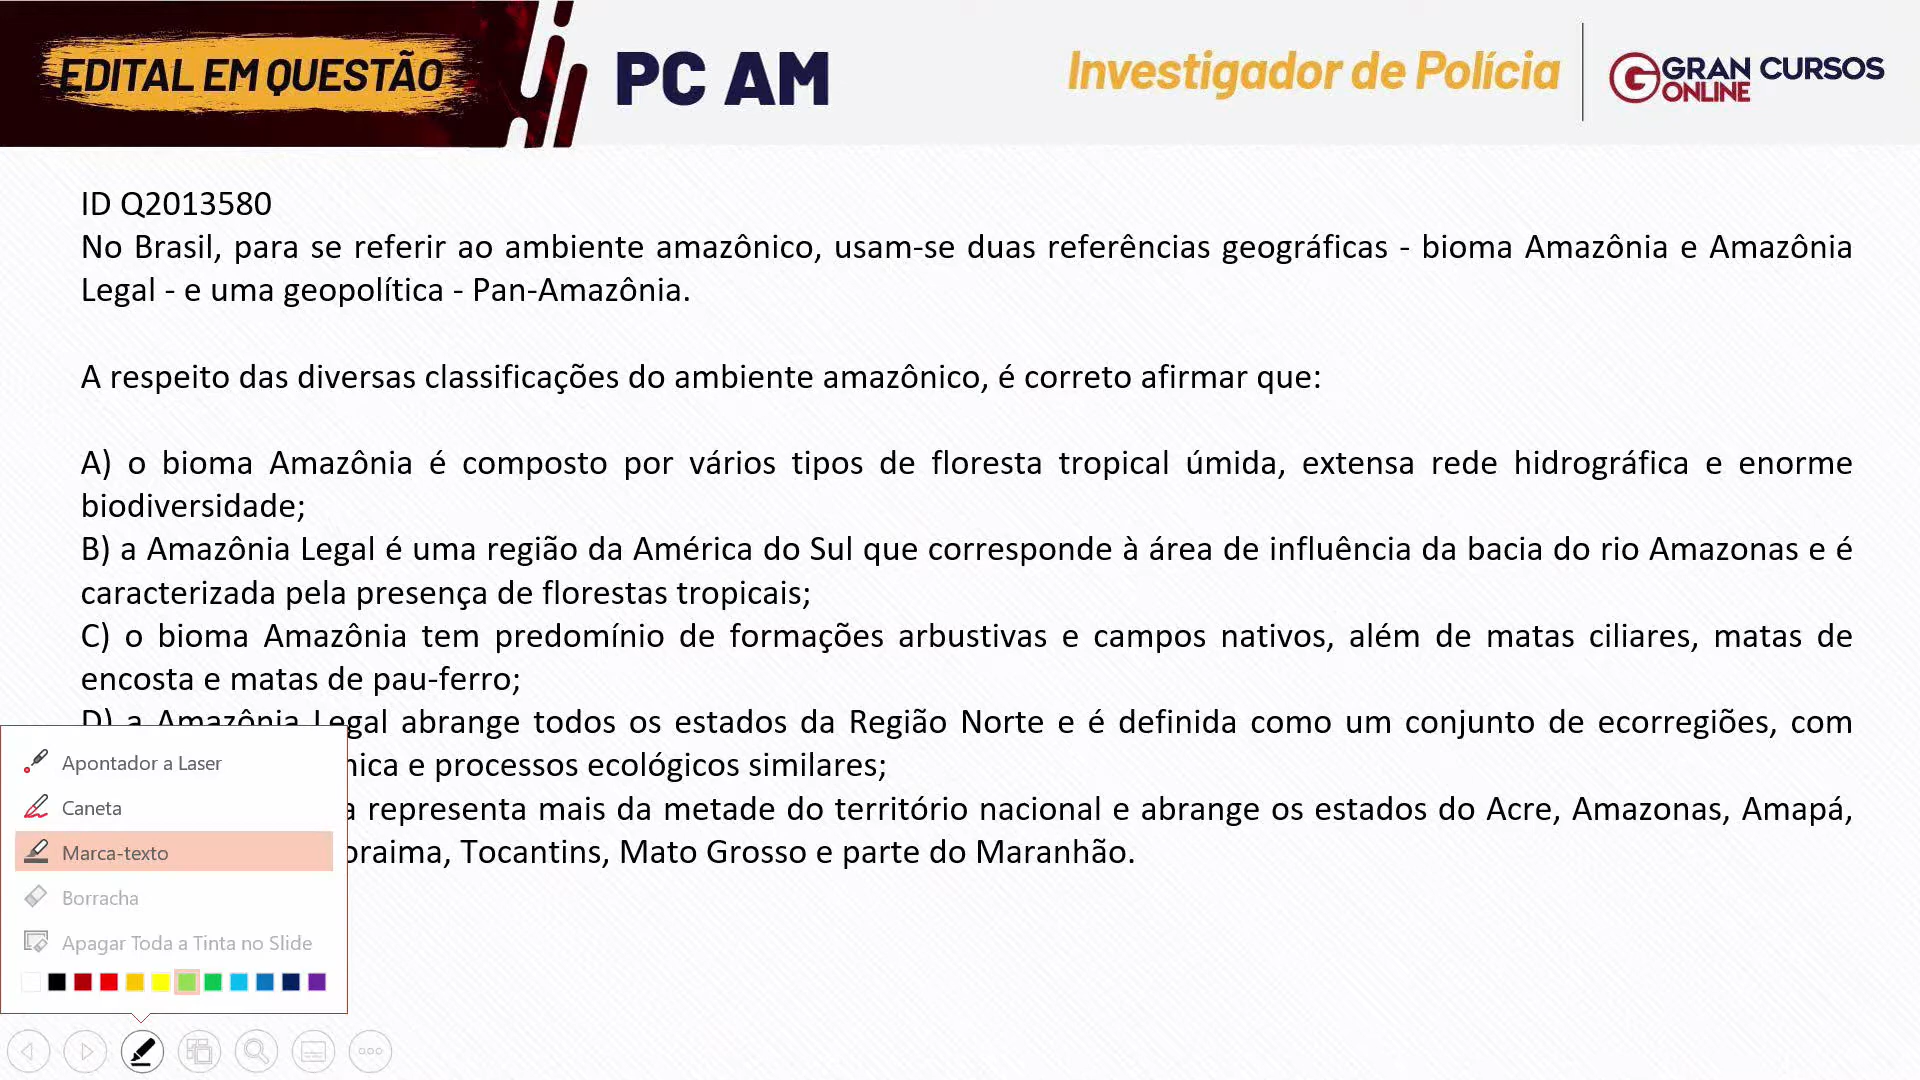 EDITAL EM QUESTÃO
PC AM
Investigador de Polícia
GRAN CURSOS
ONLINE
ID Q2013580
No Brasil, para se referir ao ambiente amazônico, usam-se duas referências geográficas - bioma Amazônia e Amazônia
Legal - e uma geopolítica - Pan-Amazônia.
A respeito das diversas classificações do ambiente amazônico, é correto afirmar que:
A) o bioma Amazônia é composto por vários tipos de floresta tropical úmida, extensa rede hidrográfica e enorme
biodiversidade;
B) a Amazônia Legal é uma região da América do Sul que corresponde à área de influência da bacia do rio Amazonas e é
caracterizada pela presença de florestas tropicais;
C) o bioma Amazônia tem predomínio de formações arbustivas e campos nativos, além de matas ciliares, matas de
encosta e matas de pau-ferro;
D) a Amazônia Legal abrange todos os estados da Região Norte e é definida como um conjunto de ecorregiões, com
e processos ecológicos similares;
representa mais da metade do território nacional e abrange os estados do Acre, Amazonas, Amapá,
Tocantins, Mato Grosso e parte do Maranhão.
Apontador a Laser
Caneta
Marca-texto
Borracha
Apagar Toda a Tinta no Slide